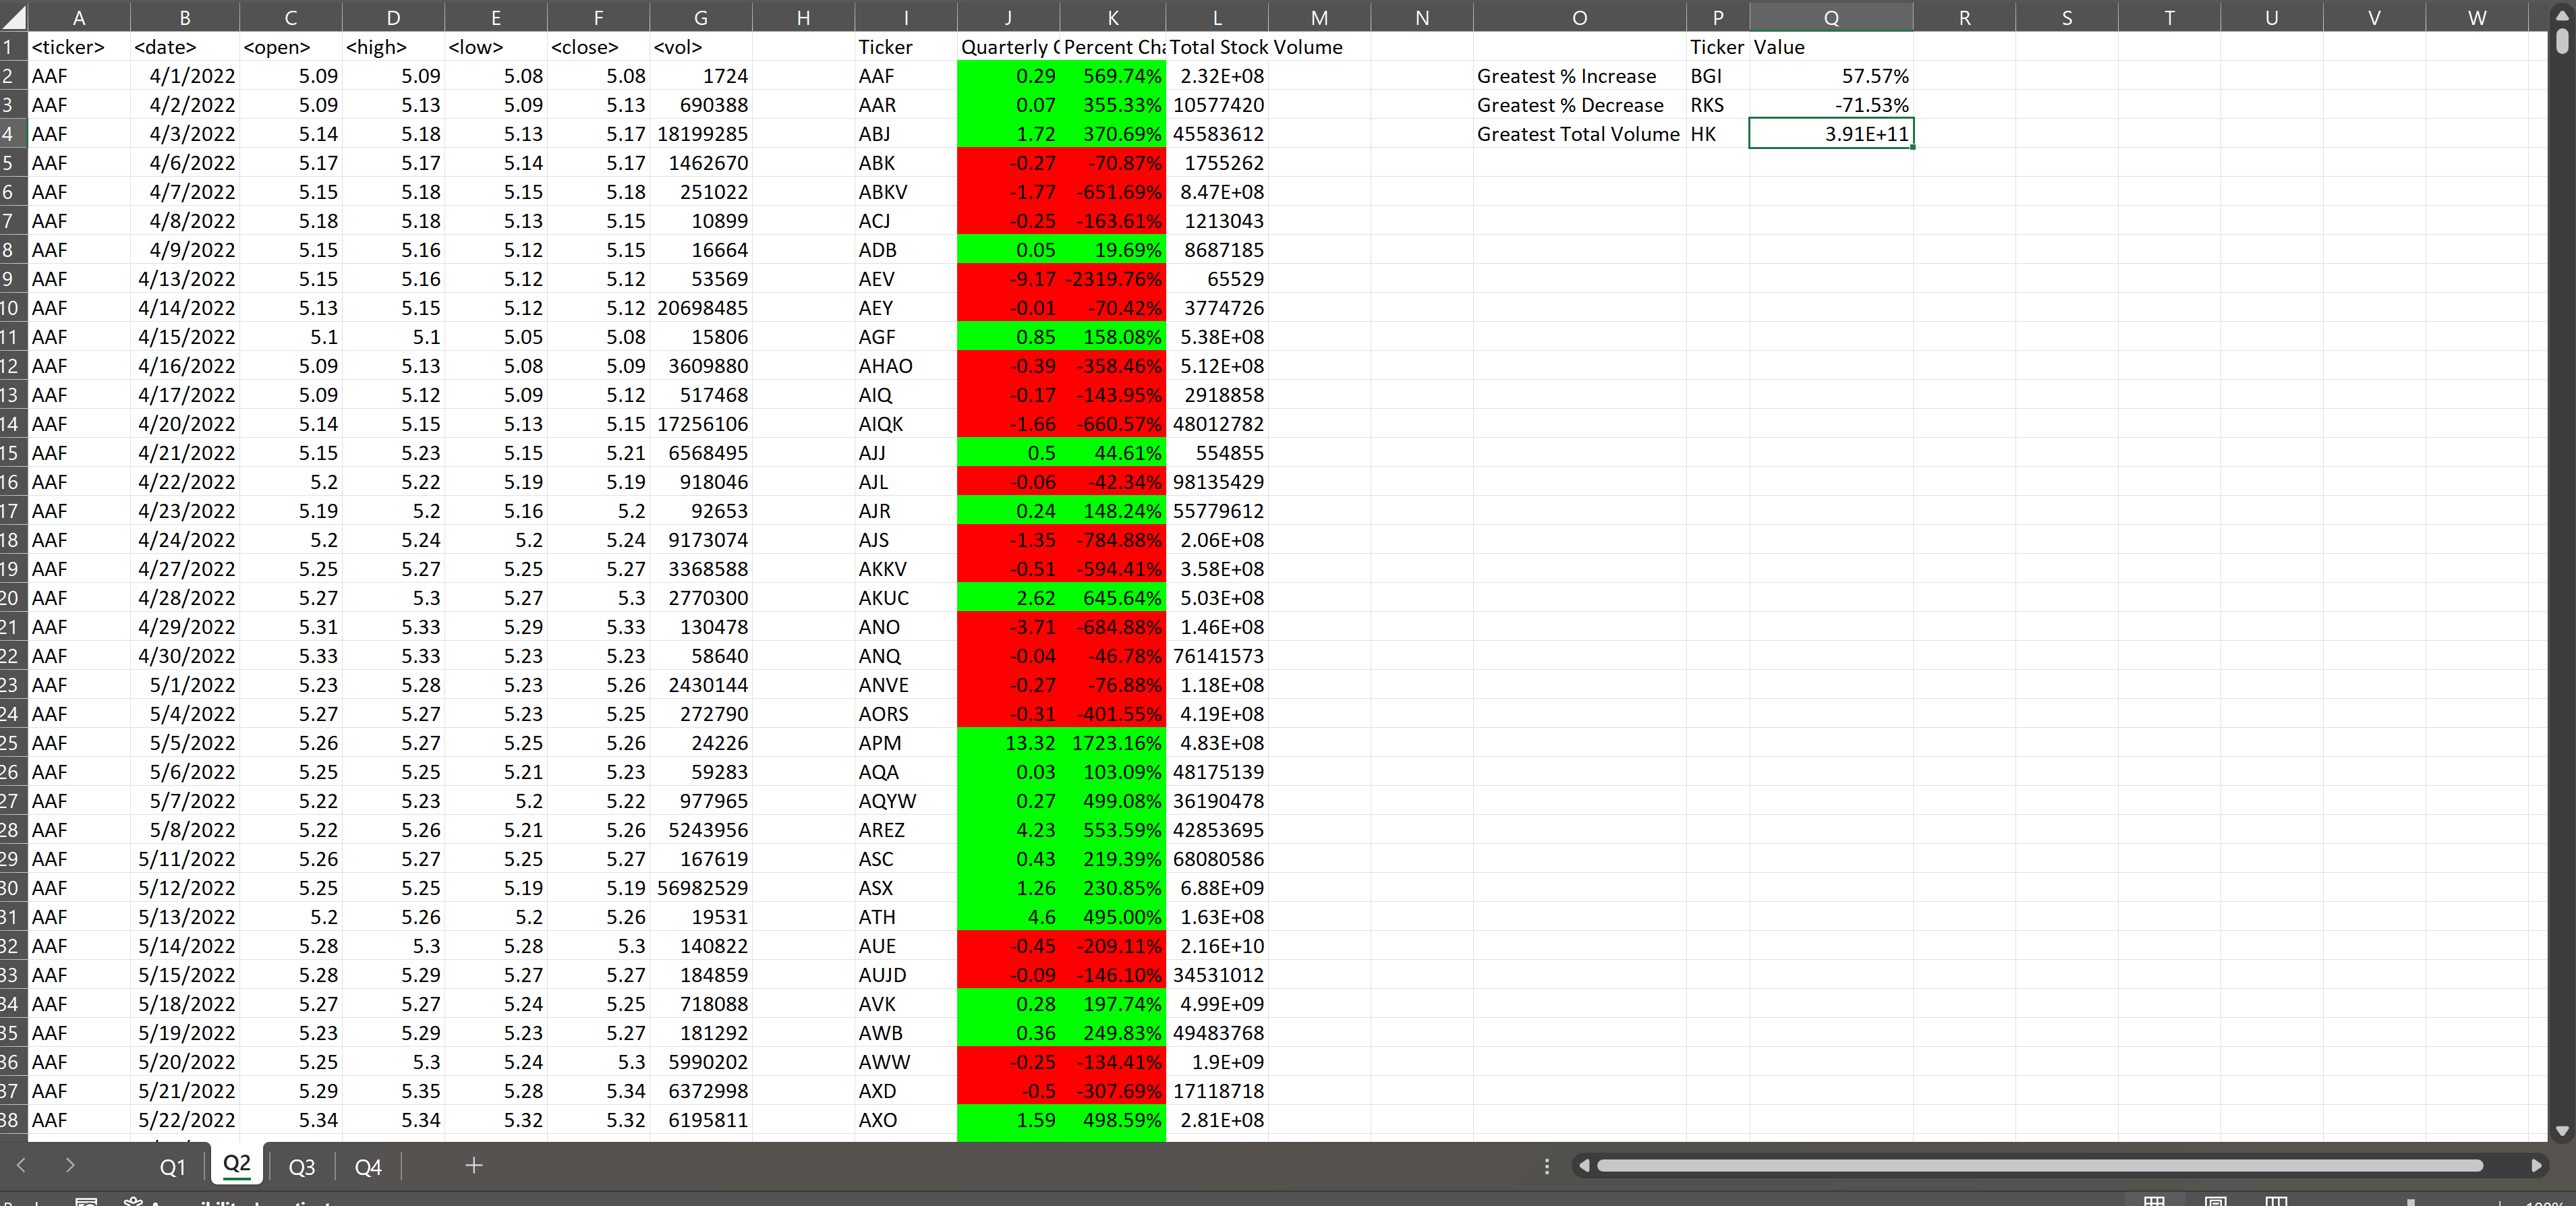 A B C D E F G H I J K L M N O P Q R S T U V W
1 <ticker> <date> <open> <high> <low> <close> <vol> Ticker Quarterly Percent Cha Total Stock Volume Ticker Value
2 AAF 4/1/2022 5.09 5.09 5.08 5.08 1724 AAF 0.29 569.74% 2.32E+08 Greatest % Increase BGI 57.57%
3 AAF 4/2/2022 5.09 5.13 5.09 5.13 690388 AAR 0.07 355.33% 10577420 Greatest % Decrease RKS -71.53%
4 AAF 4/3/2022 5.14 5.18 5.13 5.17 18199285 ABJ 1.72 370.69% 45583612 Greatest Total Volume HK 3.91E+11
5 AAF 4/6/2022 5.17 5.17 5.14 5.17 1462670 ABK -0.27 -70.87% 1755262
6 AAF 4/7/2022 5.15 5.18 5.15 5.18 251022 ABKV -1.77 -651.69% 8.47E+08
7 AAF 4/8/2022 5.18 5.18 5.13 5.15 10899 ACJ -0.25 -163.61% 1213043
8 AAF 4/9/2022 5.15 5.16 5.12 5.15 16664 ADB 0.05 19.69% 8687185
9 AAF 4/13/2022 5.15 5.16 5.12 5.12 53569 AEV -9.17 -2319.76% 65529
10 AAF 4/14/2022 5.13 5.15 5.12 5.12 20698485 AEY -0.01 -70.42% 3774726
11 AAF 4/15/2022 5.1 5.1 5.05 5.08 15806 AGF 0.85 158.08% 5.38E+08
12 AAF 4/16/2022 5.09 5.13 5.08 5.09 3609880 AHAO -0.39 -358.46% 5.12E+08
13 AAF 4/17/2022 5.09 5.12 5.09 5.12 517468 AIQ -0.17 -143.95% 2918858
14 AAF 4/20/2022 5.14 5.15 5.13 5.15 17256106 AIQK -1.66 -660.57% 48012782
15 AAF 4/21/2022 5.15 5.23 5.15 5.21 6568495 AJJ 0.5 44.61% 554855
16 AAF 4/22/2022 5.2 5.22 5.19 5.19 918046 AJL -0.06 -42.34% 98135429
17 AAF 4/23/2022 5.19 5.2 5.16 5.2 92653 AJR 0.24 148.24% 55779612
18 AAF 4/24/2022 5.2 5.24 5.2 5.24 9173074 AJS -1.35 -784.88% 2.06E+08
19 AAF 4/27/2022 5.25 5.27 5.25 5.27 3368588 AKKV -0.51 -594.41% 3.58E+08
20 AAF 4/28/2022 5.27 5.3 5.27 5.3 2770300 AKUC 2.62 645.64% 5.03E+08
21 AAF 4/29/2022 5.31 5.33 5.29 5.33 130478 ANO -3.71 -684.88% 1.46E+08
22 AAF 4/30/2022 5.33 5.33 5.23 5.23 58640 ANQ -0.04 -46.78% 76141573
23 AAF 5/1/2022 5.23 5.28 5.23 5.26 2430144 ANVE -0.27 -76.88% 1.18E+08
24 AAF 5/4/2022 5.27 5.27 5.23 5.25 272790 AORS -0.31 -401.55% 4.19E+08
25 AAF 5/5/2022 5.26 5.27 5.25 5.26 24226 APM 13.32 1723.16% 4.83E+08
26 AAF 5/6/2022 5.25 5.25 5.21 5.23 59283 AQA 0.03 103.09% 48175139
27 AAF 5/7/2022 5.22 5.23 5.2 5.22 977965 AQYW 0.27 499.08% 36190478
28 AAF 5/8/2022 5.22 5.26 5.21 5.26 5243956 AREZ 4.23 553.59% 42853695
29 AAF 5/11/2022 5.26 5.27 5.25 5.27 167619 ASC 0.43 219.39% 68080586
30 AAF 5/12/2022 5.25 5.25 5.19 5.19 56982529 ASX 1.26 230.85% 6.88E+09
31 AAF 5/13/2022 5.2 5.26 5.2 5.26 19531 ATH 4.6 495.00% 1.63E+08
32 AAF 5/14/2022 5.28 5.3 5.28 5.3 140822 AUE -0.45 -209.11% 2.16E+10
33 AAF 5/15/2022 5.28 5.29 5.27 5.27 184859 AUJD -0.09 -146.10% 34531012
34 AAF 5/18/2022 5.27 5.27 5.24 5.25 718088 AVK 0.28 197.74% 4.99E+09
35 AAF 5/19/2022 5.23 5.29 5.23 5.27 181292 AWB 0.36 249.83% 49483768
36 AAF 5/20/2022 5.25 5.3 5.24 5.3 5990202 AWW -0.25 -134.41% 1.9E+09
37 AAF 5/21/2022 5.29 5.35 5.28 5.34 6372998 AXD -0.5 -307.69% 17118718
38 AAF 5/22/2022 5.34 5.34 5.32 5.32 6195811 AXO 1.59 498.59% 2.81E+08
Q1 Q2 Q3 Q4